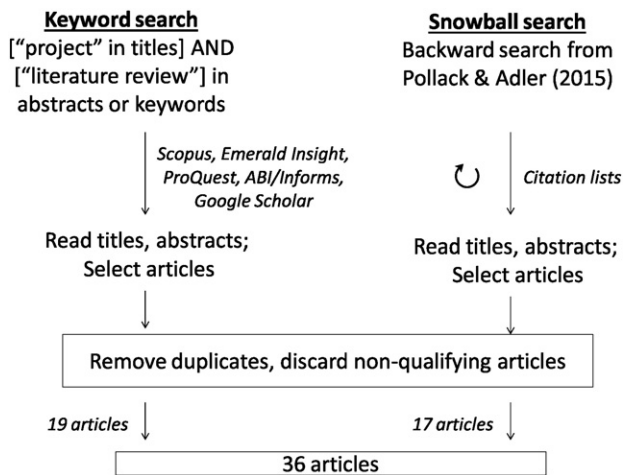 Keyword search
["project" in titles] AND
["literature review"] in
abstracts or keywords
Scopus, Emerald Insight,
ProQuest, ABI/Informs,
Google Scholar
Read titles, abstracts;
Select articles
Snowball search
Backward search from
Pollack & Adler (2015)
Citation lists
Read titles, abstracts;
Select articles
Remove duplicates, discard non-qualifying articles
19 articles
17 articles
36 articles